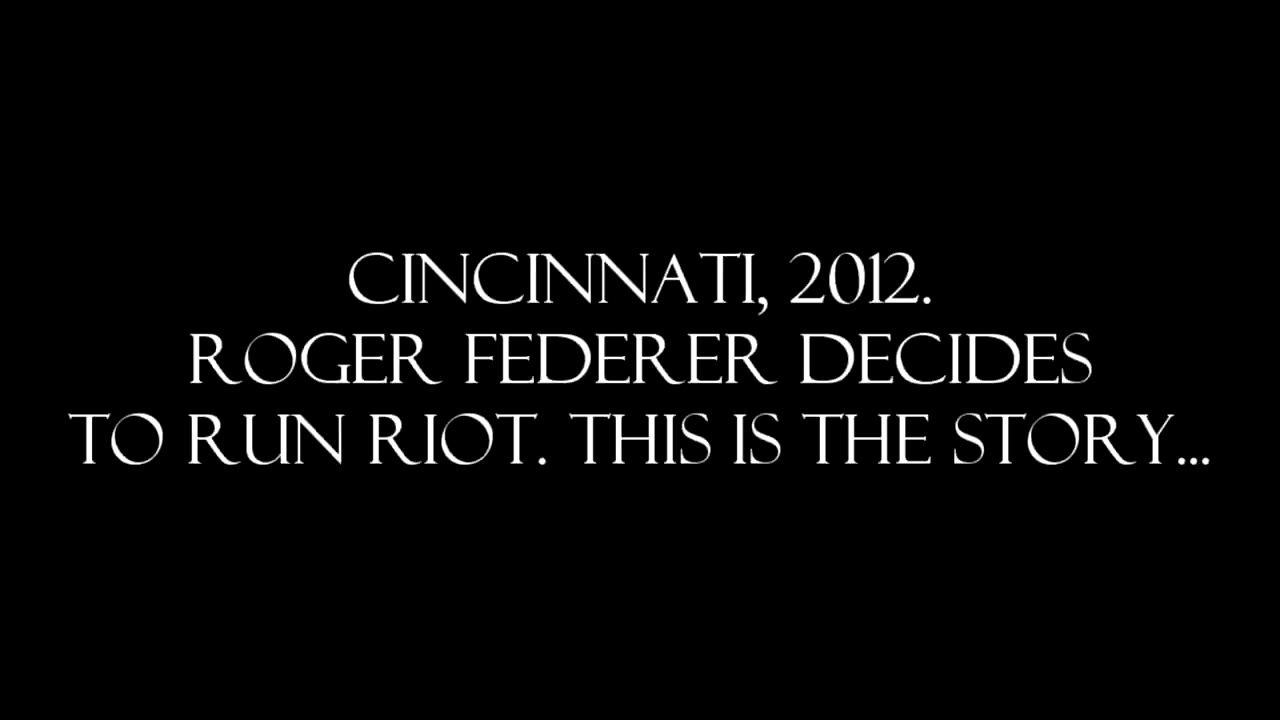 CINCINNATI, 2012.
ROGER FEDERER DECIDES
TO RUN RIOT. THIS IS THE STORY...